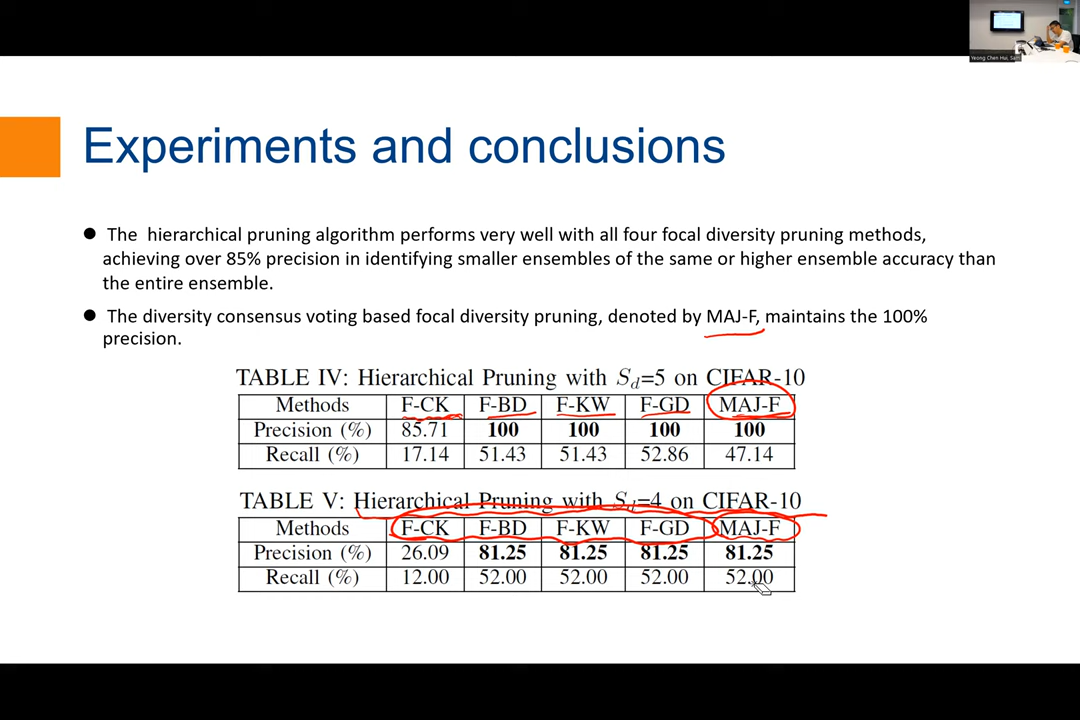 Yeong Chen Hui, Sam
Experiments and conclusions
● The hierarchical pruning algorithm performs very well with all four focal diversity pruning methods,
achieving over 85% precision in identifying smaller ensembles of the same or higher ensemble accuracy than
the entire ensemble.
● The diversity consensus voting based focal diversity pruning, denoted by MAJ-F, maintains the 100%
precision.
TABLE IV: Hierarchical Pruning with Sd=5 on CIFAR-10
Methods F-CK F-BD F-KW F-GD MAJ-F
Precision (%) 85.71 100 100 100 100
Recall (%) 17.14 51.43 51.43 52.86 47.14
TABLE V: Hierarchical Pruning with Sd=4 on CIFAR-10
Methods F-CK F-BD F-KW F-GD MAJ-F
Precision (%) 26.09 81.25 81.25 81.25 81.25
Recall (%) 12.00 52.00 52.00 52.00 52.00